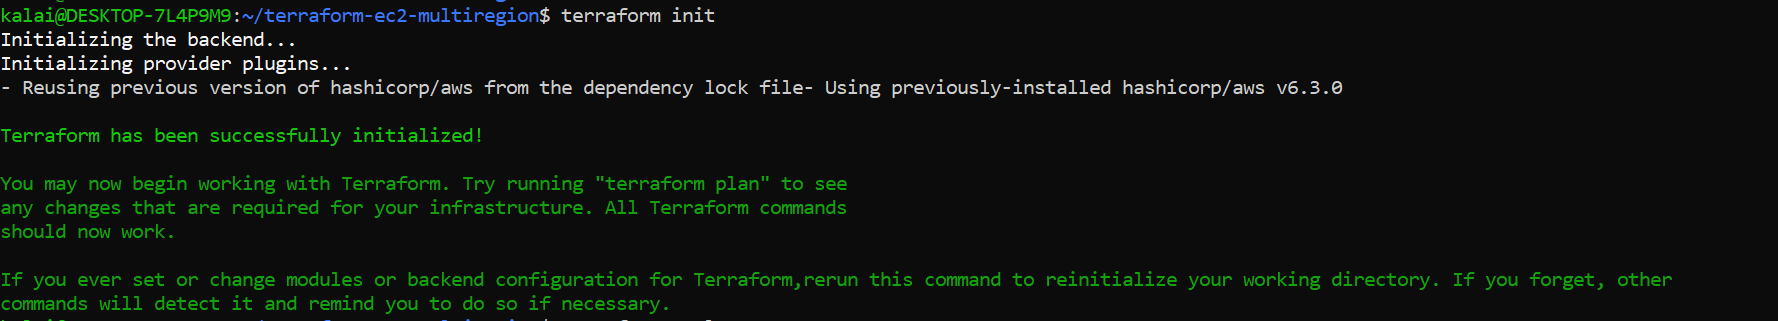 kalai@DESKTOP-7L4P9M9:~/terraform-ec2-multiregion$ terraform init
Initializing the backend...
Initializing provider plugins...
- Reusing previous version of hashicorp/aws from the dependency lock file- Using previously-installed hashicorp/aws v6.3.0
Terraform has been successfully initialized!
You may now begin working with Terraform. Try running "terraform plan" to see
any changes that are required for your infrastructure. All Terraform commands
should now work.
If you ever set or change modules or backend configuration for Terraform,rerun this command to reinitialize your working directory. If you forget, other
commands will detect it and remind you to do so if necessary.